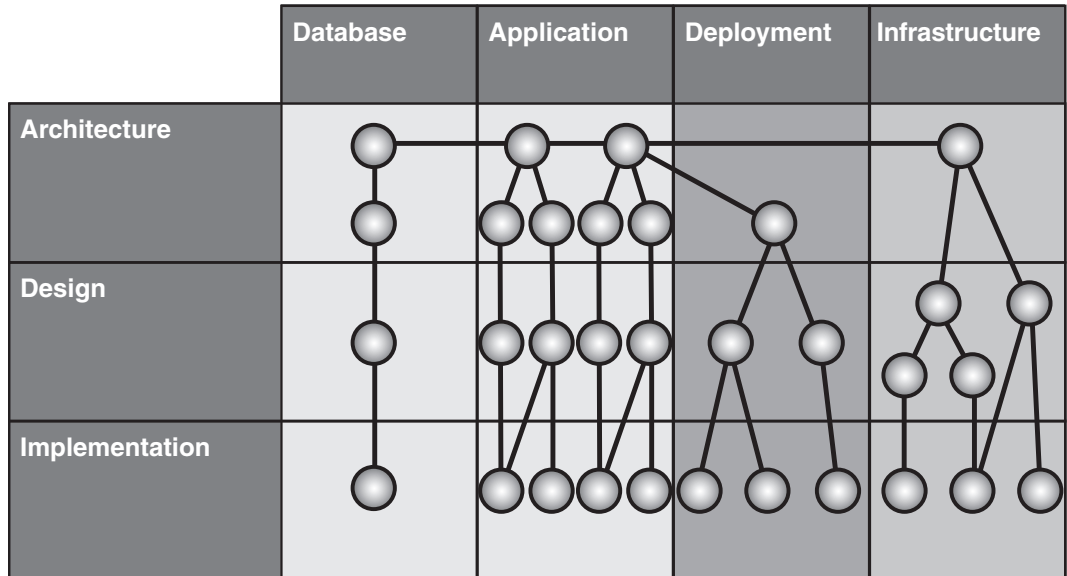 Database Application Deployment Infrastructure
Architecture
Design
Implementation